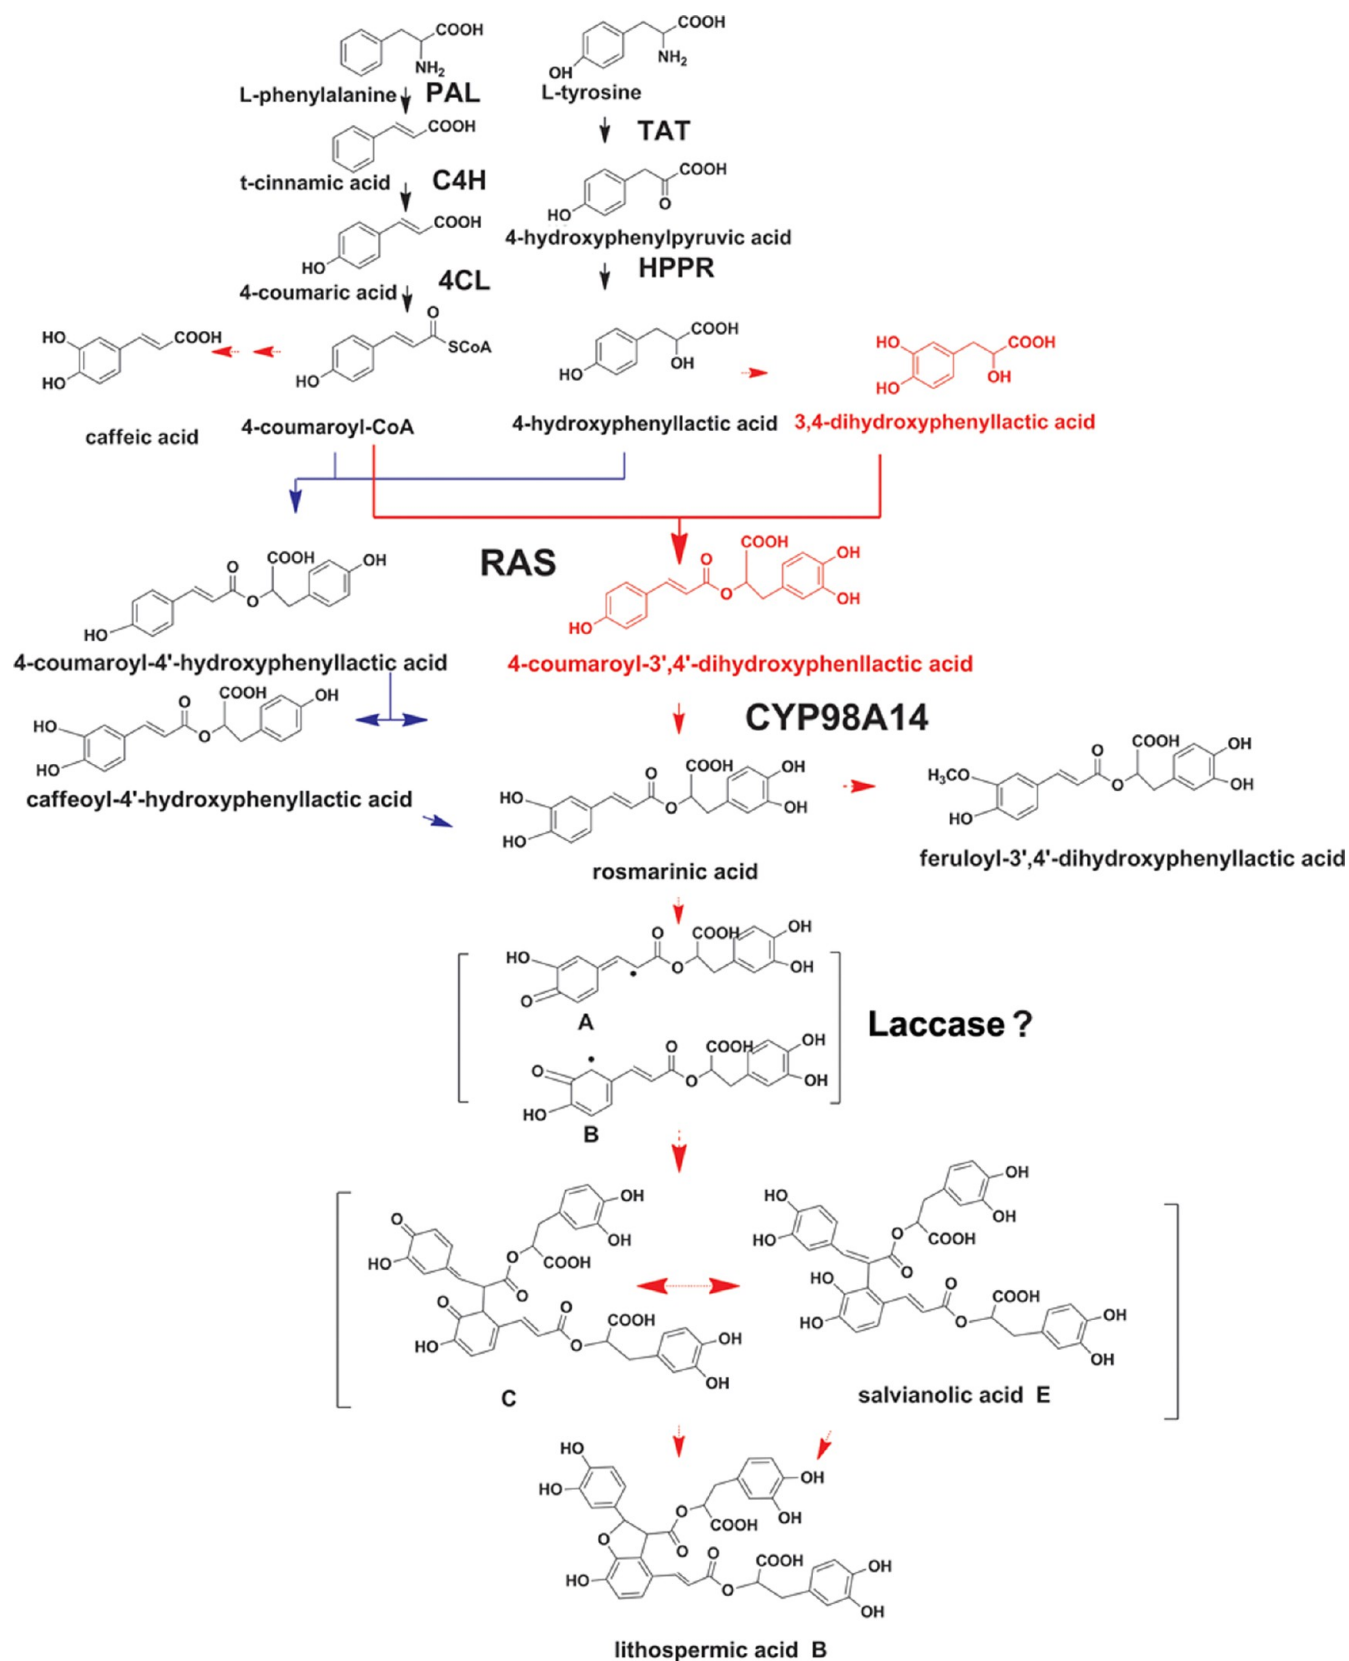 COOH
NH2
L-phenylalanine
PAL
COOH
NH2
OH
L-tyrosine
TAT
COOH
t-cinnamic acid
C4H
COOH
O
HO
4-hydroxyphenylpyruvic acid
HPPR
COOH
HO
4-coumaric acid
4CL
HO
HO
COOH
caffeic acid
O
SCoA
HO
4-coumaroyl-CoA
COOH
OH
HO
4-hydroxyphenyllactic acid
HO
HO
COOH
OH
3,4-dihydroxyphenyllactic acid
COOH
OH
O
O
HO
4-coumaroyl-4'-hydroxyphenyllactic acid
RAS
COOH
OH
O
O
OH
HO
4-coumaroyl-3',4'-dihydroxyphenllactic acid
COOH
OH
O
HO
O
HO
caffeoyl-4'-hydroxyphenyllactic acid
CYP98A14
COOH
OH
O
HO
O
OH
HO
rosmarinic acid
COOH
OH
O
H3CO
O
OH
HO
feruloyl-3',4'-dihydroxyphenyllactic acid
O
COOH
OH
HO
O
OH
O
A
Laccase ?
O
COOH
OH
O
O
OH
HO
B
OH
O
OH
O
HO
COOH
O
O
O
COOH
HO
O
OH
OH
C
OH
HO
OH
HO
O
COOH
HO
O
O
COOH
HO
O
OH
OH
salvianolic acid E
HO
HO
OH
O
OH
COOH
O
O
O
COOH
HO
O
OH
OH
lithospermic acid B